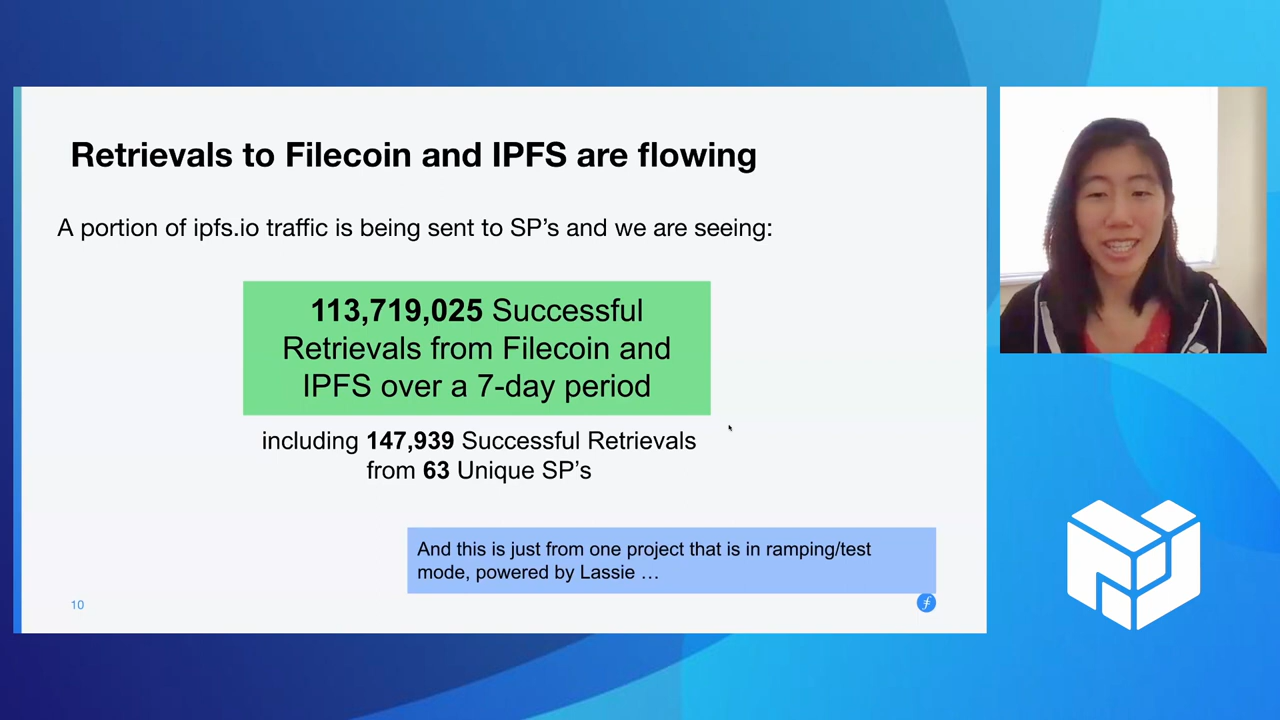 Retrievals to Filecoin and IPFS are flowing
A portion of ipfs.io traffic is being sent to SP's and we are seeing:
113,719,025 Successful
Retrievals from Filecoin and
IPFS over a 7-day period
including 147,939 Successful Retrievals
from 63 Unique SP's
And this is just from one project that is in ramping/test
mode, powered by Lassie …
10